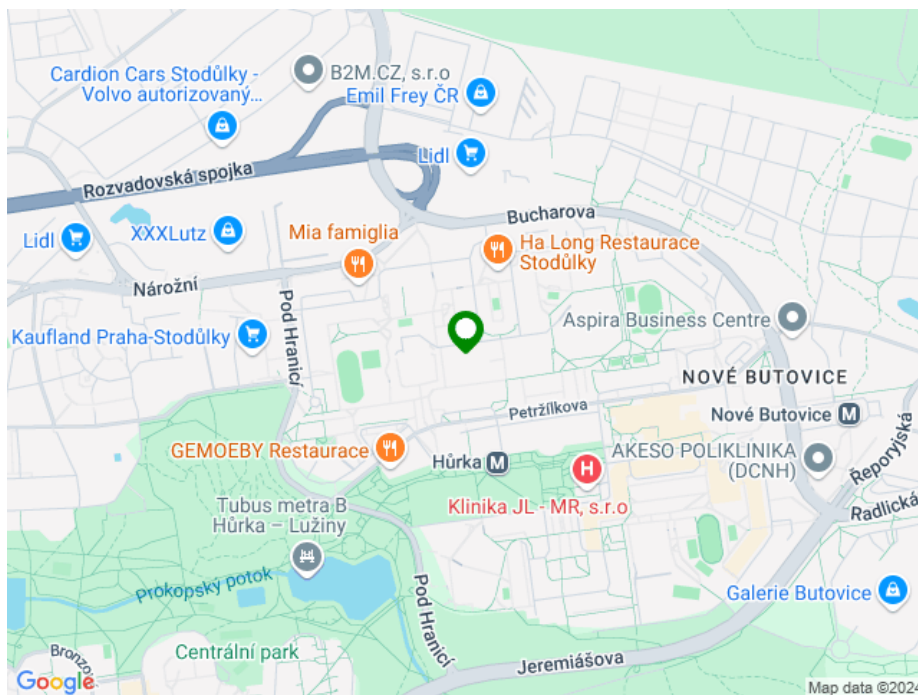 Cardion Cars Stodůlky -
Volvo autorizovaný...
B2M.CZ, s.r.o
Emil Frey ČR
Lidl
Rozvadovská spojka
Bucharova
Lidl
XXXLutz
Mia famiglia
Ha Long Restaurace
Stodůlky
Nárožní
Pod Hranicí
Kaufland Praha-Stodůlky
Aspira Business Centre
NOVÉ BUTOVICE
Petržílkova
Nové Butovice M
GEMOEBY Restaurace
Hůrka M
H
AKESO POLIKLINIKA
(DCNH)
Řeporyjská
Radlická
Klinika JL - MR, s.r.o
Tubus metra B
Hůrka – Lužiny
Prokopský potok
Pod Hranicí
Galerie Butovice
Centrální park
Jeremiášova
Google
Map data ©2024